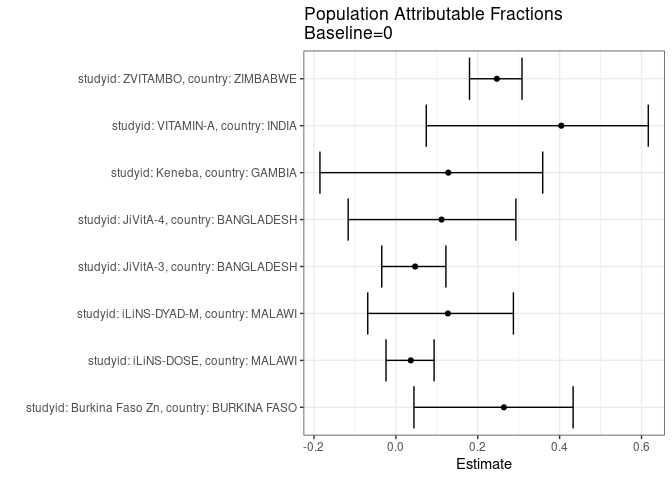 Population Attributable Fractions
Baseline=0
studyid: ZVITAMBO, country: ZIMBABWE
studyid: VITAMIN-A, country: INDIA
studyid: Keneba, country: GAMBIA
studyid: JiVitA-4, country: BANGLADESH
studyid: JiVitA-3, country: BANGLADESH
studyid: iLiNS-DYAD-M, country: MALAWI
studyid: iLiNS-DOSE, country: MALAWI
studyid: Burkina Faso Zn, country: BURKINA FASO
-0.2 0.0 0.2 0.4 0.6
Estimate